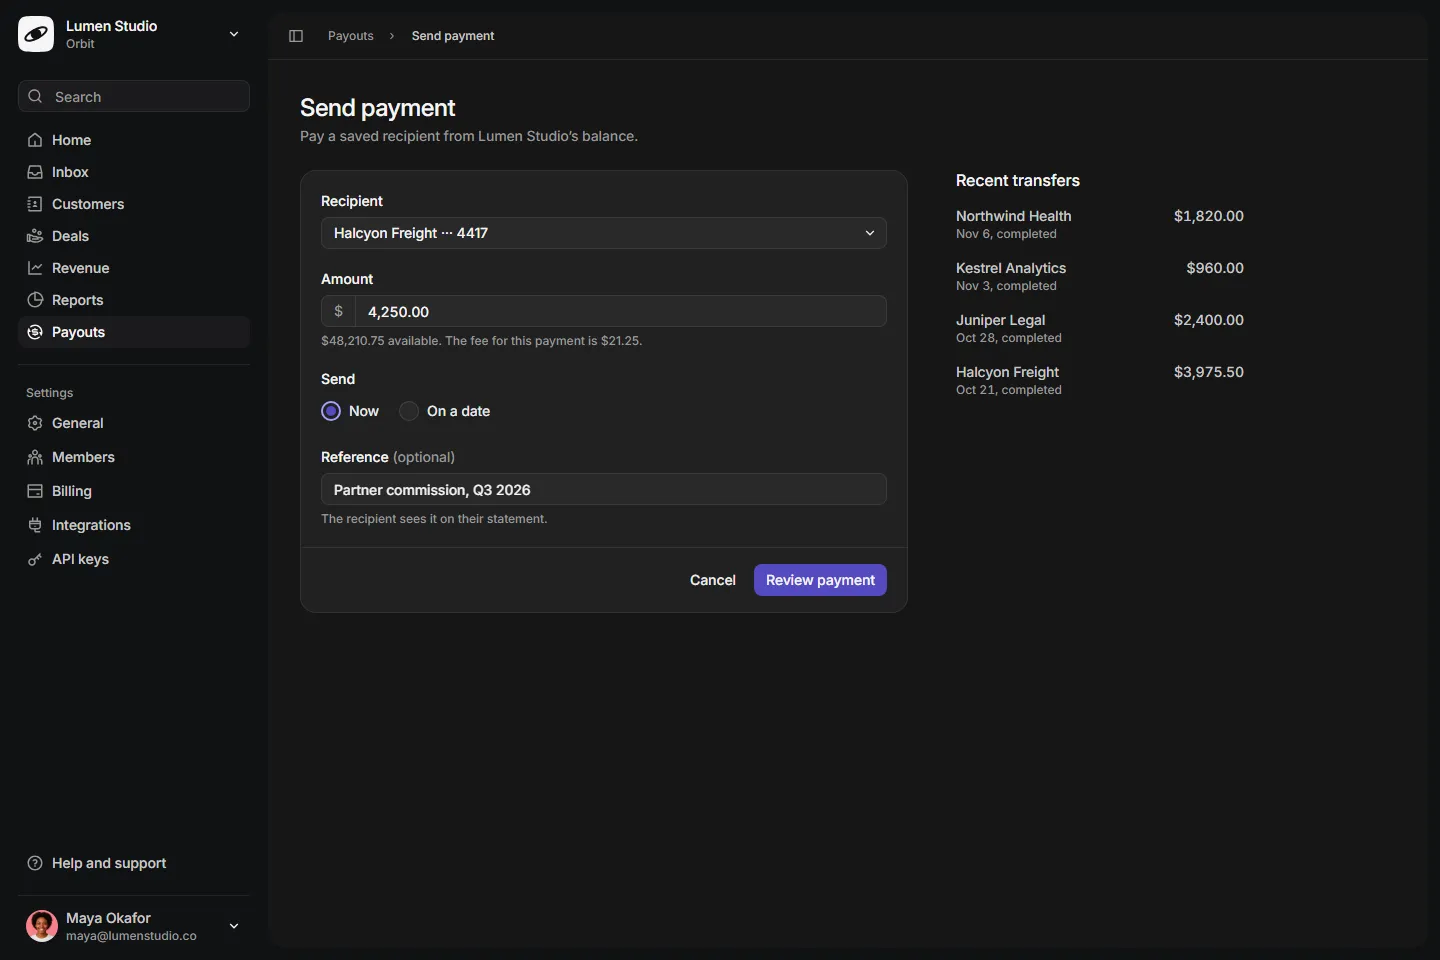 Lumen Studio
Orbit
Search
Home
Inbox
Customers
Deals
Revenue
Reports
Payouts
Settings
General
Members
Billing
Integrations
API keys
Help and support
Maya Okafor
maya@lumenstudio.co
Payouts › Send payment
Send payment
Pay a saved recipient from Lumen Studio’s balance.
Recipient
Halcyon Freight ··· 4417
Amount
$ 4,250.00
$48,210.75 available. The fee for this payment is $21.25.
Send
Now On a date
Reference (optional)
Partner commission, Q3 2026
The recipient sees it on their statement.
Cancel Review payment
Recent transfers
Northwind Health $1,820.00
Nov 6, completed
Kestrel Analytics $960.00
Nov 3, completed
Juniper Legal $2,400.00
Oct 28, completed
Halcyon Freight $3,975.50
Oct 21, completed